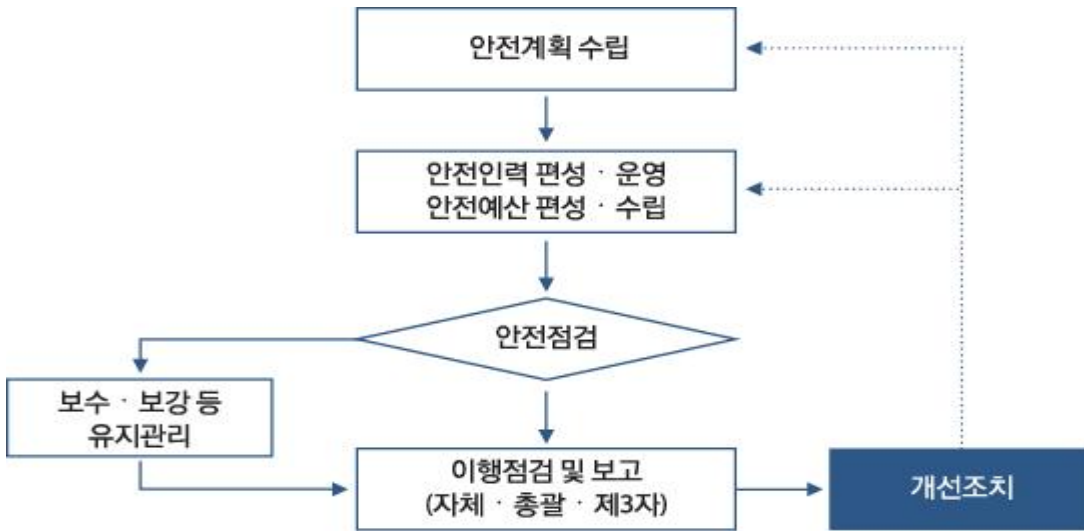 안전계획 수립
안전인력 편성 · 운영
안전예산 편성 · 수립
안전점검
보수 · 보강 등
유지관리
이행점검 및 보고
(자체 · 총괄 · 제3자)
개선조치